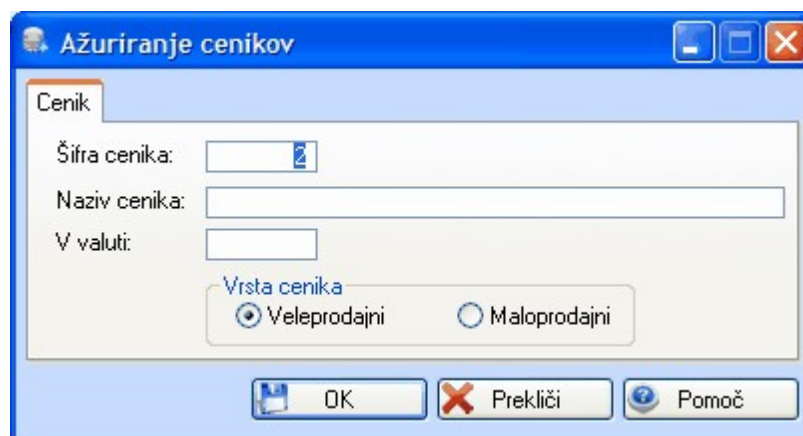 Ažuriranje cenikov
Cenik
Šifra cenika: 2
Naziv cenika:
V valuti:
Vrsta cenika
Veleprodajni Maloprodajni
OK Prekliči Pomoč